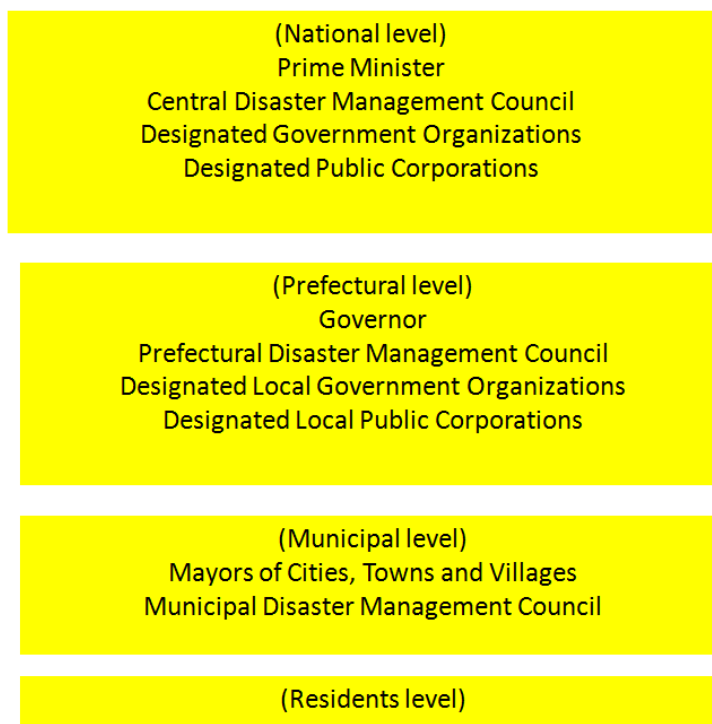 (National level)
Prime Minister
Central Disaster Management Council
Designated Government Organizations
Designated Public Corporations
(Prefectural level)
Governor
Prefectural Disaster Management Council
Designated Local Government Organizations
Designated Local Public Corporations
(Municipal level)
Mayors of Cities, Towns and Villages
Municipal Disaster Management Council
(Residents level)